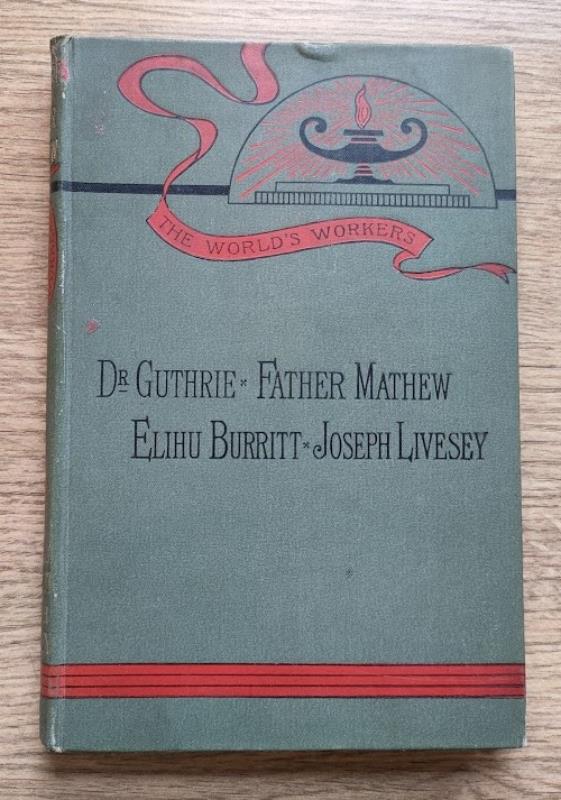 THE WORLD'S WORKERS
DR GUTHRIE × FATHER MATHEW
ELIHU BURRITT × JOSEPH LIVESEY